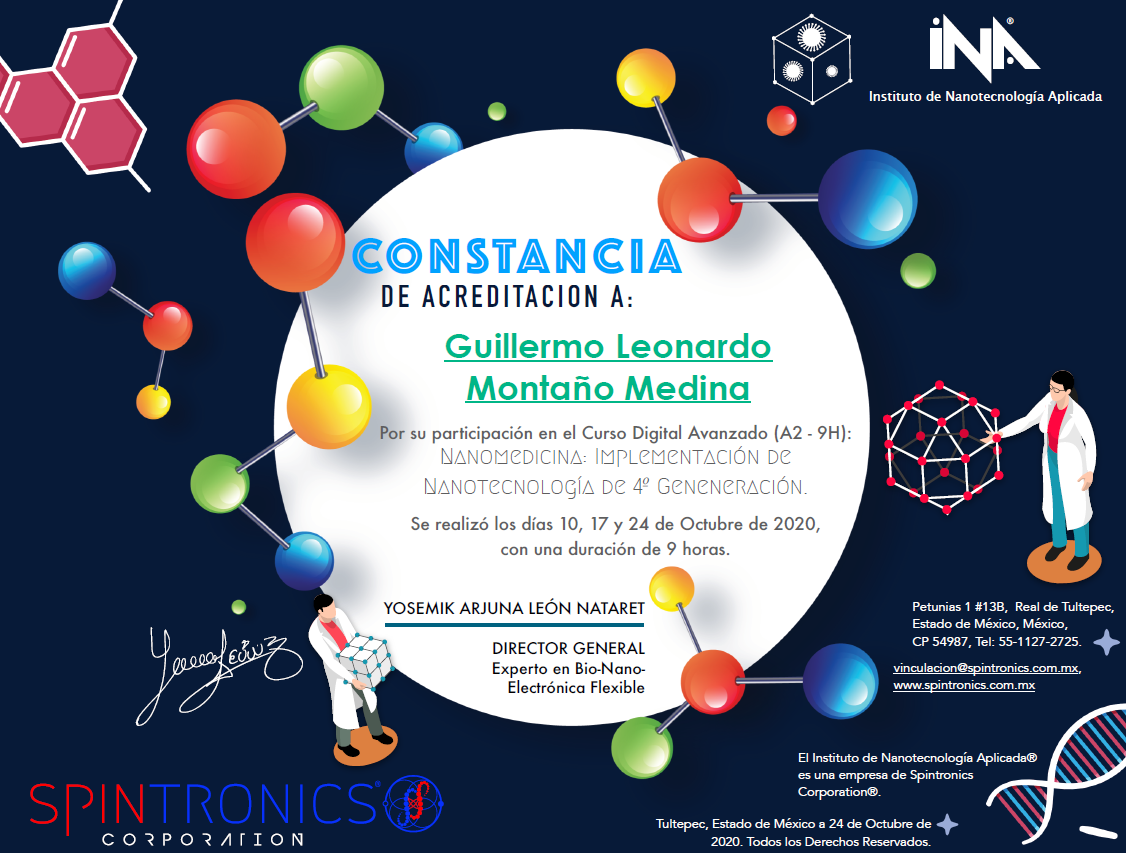 iNA®
Instituto de Nanotecnología Aplicada
CONSTANCIA
DE ACREDITACION A:
Guillermo Leonardo
Montaño Medina
Por su participación en el Curso Digital Avanzado (A2 - 9H):
Nanomedicina: Implementación de
Nanotecnología de 4º Geneneración.
Se realizó los días 10, 17 y 24 de Octubre de 2020,
con una duración de 9 horas.
YOSEMIK ARJUNA LEÓN NATARET
DIRECTOR GENERAL
Experto en Bio-Nano-
Electrónica Flexible
Petunias 1 #13B, Real de Tultepec,
Estado de México, México,
CP 54987, Tel: 55-1127-2725.
vinculacion@spintronics.com.mx,
www.spintronics.com.mx
El Instituto de Nanotecnología Aplicada®
es una empresa de Spintronics
Corporation®.
SPINTRONICS®
CORPORATION
Tultepec, Estado de México a 24 de Octubre de
2020. Todos los Derechos Reservados.